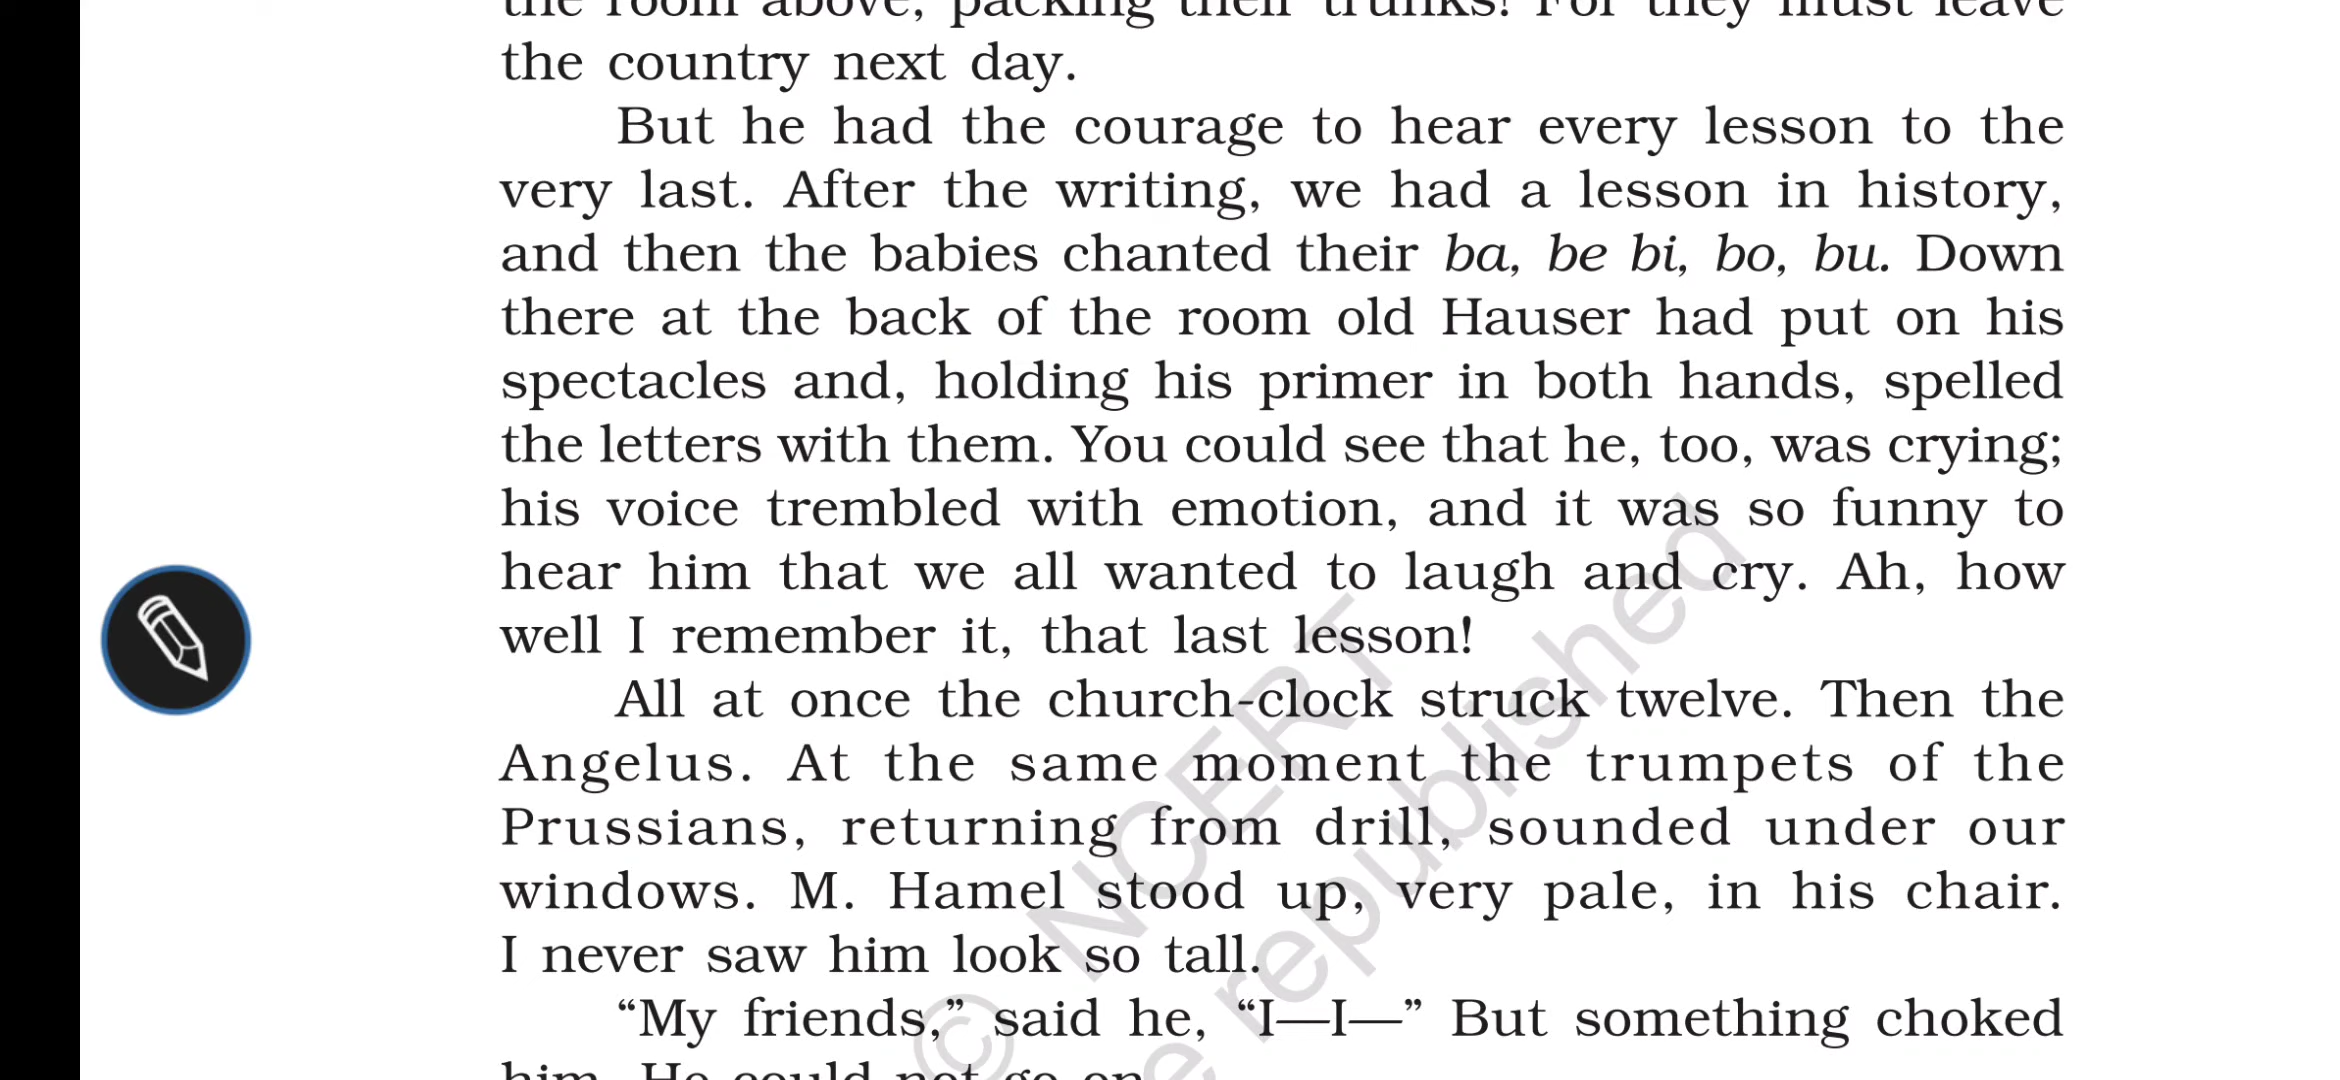 the room above, packing their trunks! For they must leave
the country next day.
But he had the courage to hear every lesson to the
very last. After the writing, we had a lesson in history,
and then the babies chanted their ba, be bi, bo, bu. Down
there at the back of the room old Hauser had put on his
spectacles and, holding his primer in both hands, spelled
the letters with them. You could see that he, too, was crying;
his voice trembled with emotion, and it was so funny to
hear him that we all wanted to laugh and cry. Ah, how
well I remember it, that last lesson!
All at once the church-clock struck twelve. Then the
Angelus. At the same moment the trumpets of the
Prussians, returning from drill, sounded under our
windows. M. Hamel stood up, very pale, in his chair.
I never saw him look so tall.
“My friends,” said he, “I—I—” But something choked
him. He could not go on.
© NCERT
republished